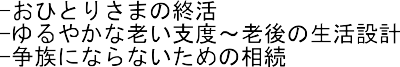 -おひとりさまの終活
-ゆるやかな老い支度～老後の生活設計
-争族にならないための相続